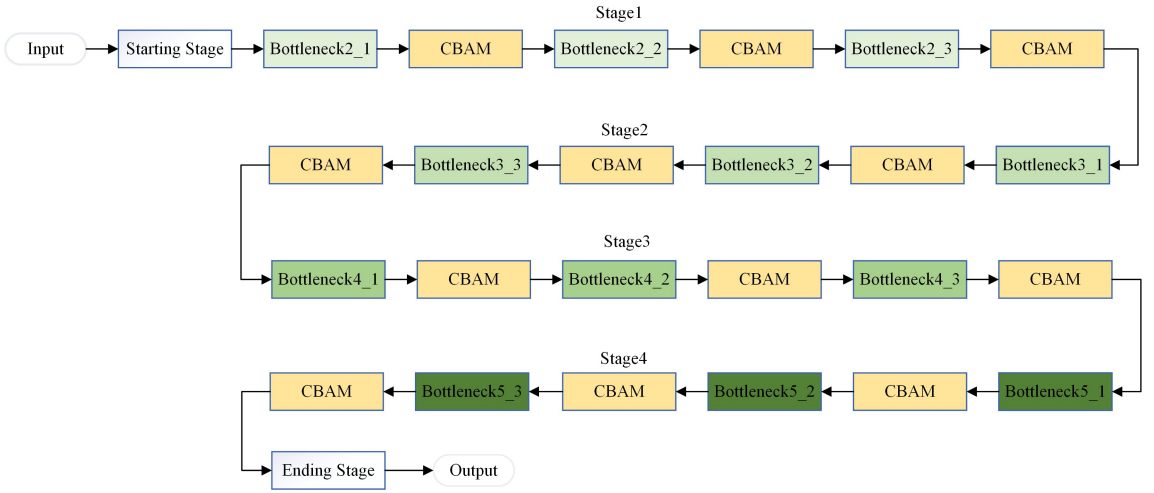 Stage1
Input Starting Stage Bottleneck2_1 CBAM Bottleneck2_2 CBAM Bottleneck2_3 CBAM
Stage2
CBAM Bottleneck3_3 CBAM Bottleneck3_2 CBAM Bottleneck3_1
Stage3
Bottleneck4_1 CBAM Bottleneck4_2 CBAM Bottleneck4_3 CBAM
Stage4
CBAM Bottleneck5_3 CBAM Bottleneck5_2 CBAM Bottleneck5_1
Ending Stage Output